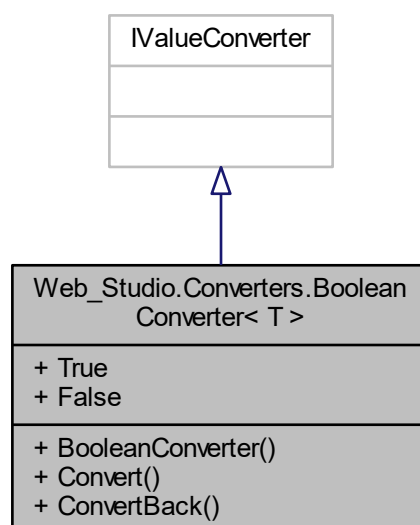 IValueConverter
Web_Studio.Converters.Boolean
Converter< T >
+ True
+ False
+ BooleanConverter()
+ Convert()
+ ConvertBack()